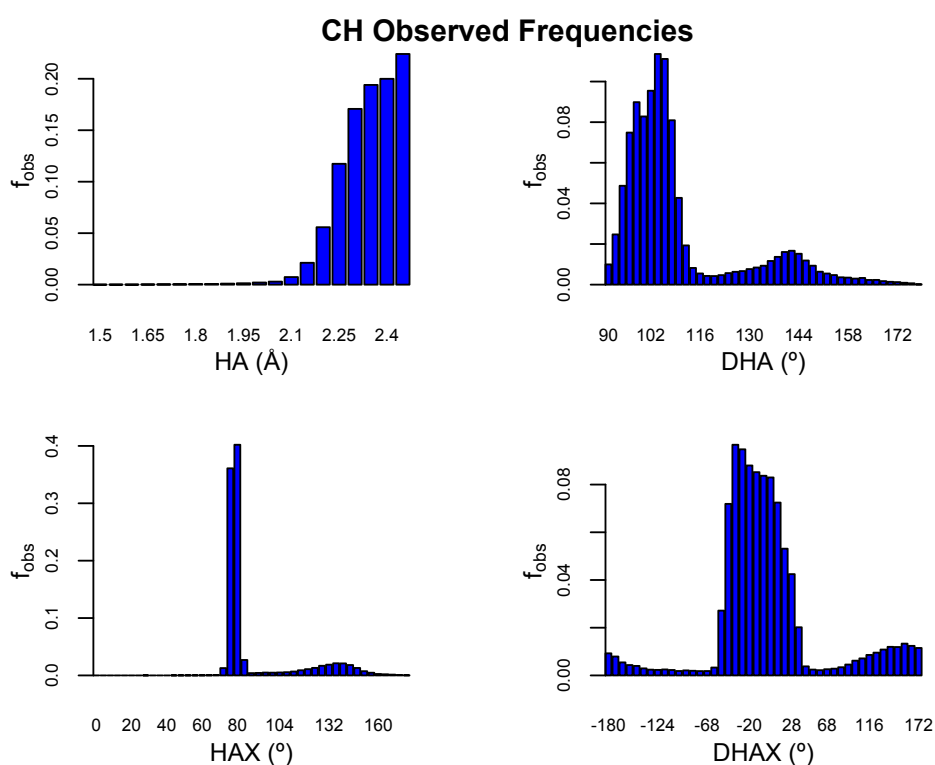 CH Observed Frequencies
f_obs
0.00 0.05 0.10 0.15 0.20
1.5 1.65 1.8 1.95 2.1 2.25 2.4
HA (Å)
f_obs
0.00 0.04 0.08
90 102 116 130 144 158 172
DHA (º)
f_obs
0.0 0.1 0.2 0.3 0.4
0 20 40 60 80 104 132 160
HAX (º)
f_obs
0.00 0.04 0.08
-180 -124 -68 -20 28 68 116 172
DHAX (º)